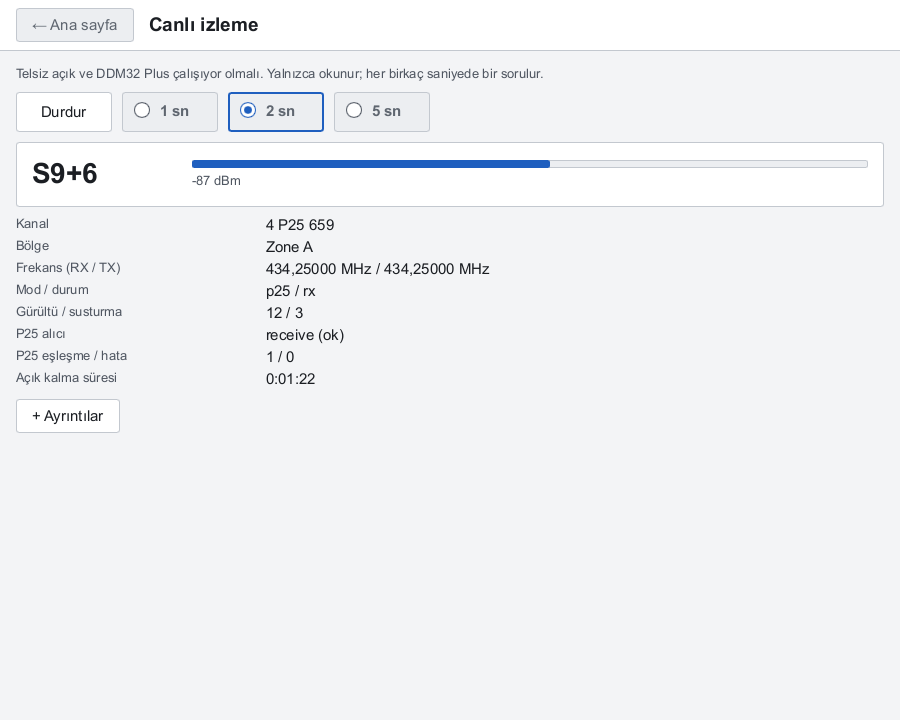 ← Ana sayfa Canlı izleme
Telsiz açık ve DDM32 Plus çalışıyor olmalı. Yalnızca okunur; her birkaç saniyede bir sorulur.
Durdur 1 sn 2 sn 5 sn
S9+6
-87 dBm
Kanal 4 P25 659
Bölge Zone A
Frekans (RX / TX) 434,25000 MHz / 434,25000 MHz
Mod / durum p25 / rx
Gürültü / susturma 12 / 3
P25 alıcı receive (ok)
P25 eşleşme / hata 1 / 0
Açık kalma süresi 0:01:22
+ Ayrıntılar